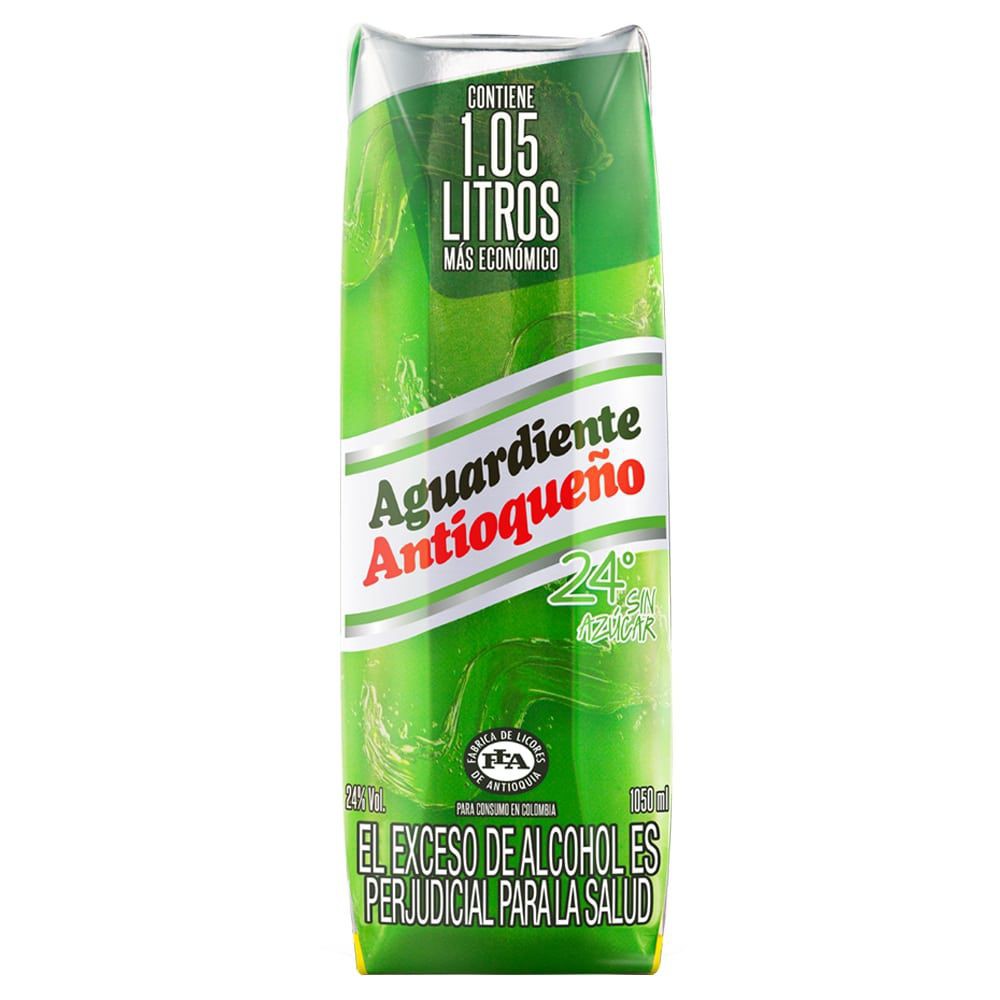 CONTIENE
1.05
LITROS
MÁS ECONÓMICO
Aguardiente
Antioqueño
24°
SIN
AZÚCAR
FABRICA DE LICORES
FLA
DE ANTIOQUIA
24% Vol.
PARA CONSUMO EN COLOMBIA
1050 ml
EL EXCESO DE ALCOHOL ES
PERJUDICIAL PARA LA SALUD